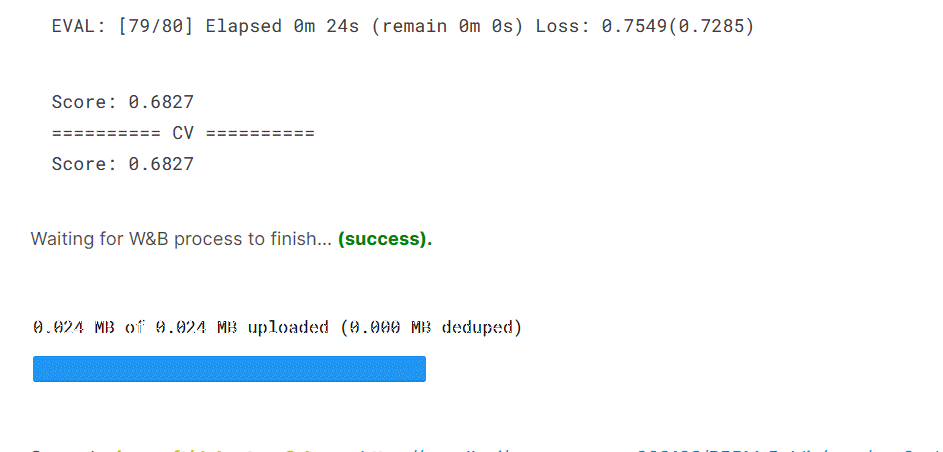 EVAL: [79/80] Elapsed 0m 24s (remain 0m 0s) Loss: 0.7549(0.7285)
Score: 0.6827
========== CV ==========
Score: 0.6827
Waiting for W&B process to finish... (success).
0.024 MB of 0.024 MB uploaded (0.000 MB deduped)